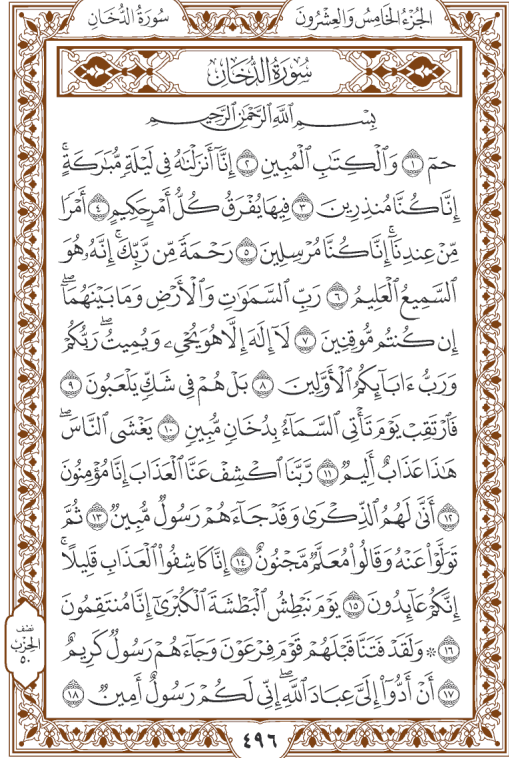 الجُزْءُ الخَامِسُ وَالعِشْرُونَ سُورَةُ الدُّخَانِ
سُورَةُ الدُّخَانِ
بِسْمِ ٱللَّهِ ٱلرَّحْمَٰنِ ٱلرَّحِيمِ
حمٓ ١ وَٱلْكِتَٰبِ ٱلْمُبِينِ ٢ إِنَّآ أَنزَلْنَٰهُ فِى لَيْلَةٍ مُّبَٰرَكَةٍۚ
إِنَّا كُنَّا مُنذِرِينَ ٣ فِيهَا يُفْرَقُ كُلُّ أَمْرٍ حَكِيمٍ ٤ أَمْرًا
مِّنْ عِندِنَآۚ إِنَّا كُنَّا مُرْسِلِينَ ٥ رَحْمَةً مِّن رَّبِّكَۚ إِنَّهُۥ هُوَ
ٱلسَّمِيعُ ٱلْعَلِيمُ ٦ رَبِّ ٱلسَّمَٰوَٰتِ وَٱلْأَرْضِ وَمَا بَيْنَهُمَآۖ
إِن كُنتُم مُّوقِنِينَ ٧ لَآ إِلَٰهَ إِلَّا هُوَ يُحْىِۦ وَيُمِيتُۖ رَبُّكُمْ
وَرَبُّ ءَابَآئِكُمُ ٱلْأَوَّلِينَ ٨ بَلْ هُمْ فِى شَكٍّ يَلْعَبُونَ ٩
فَٱرْتَقِبْ يَوْمَ تَأْتِى ٱلسَّمَآءُ بِدُخَانٍ مُّبِينٍ ١٠ يَغْشَى ٱلنَّاسَۖ
هَٰذَا عَذَابٌ أَلِيمٌ ١١ رَّبَّنَا ٱكْشِفْ عَنَّا ٱلْعَذَابَ إِنَّا مُؤْمِنُونَ
١٢ أَنَّىٰ لَهُمُ ٱلذِّكْرَىٰ وَقَدْ جَآءَهُمْ رَسُولٌ مُّبِينٌ ١٣ ثُمَّ
تَوَلَّوْا۟ عَنْهُ وَقَالُوا۟ مُعَلَّمٌ مَّجْنُونٌ ١٤ إِنَّا كَاشِفُوا۟ ٱلْعَذَابِ قَلِيلًاۚ
إِنَّكُمْ عَآئِدُونَ ١٥ يَوْمَ نَبْطِشُ ٱلْبَطْشَةَ ٱلْكُبْرَىٰٓ إِنَّا مُنتَقِمُونَ
١٦ ۞ وَلَقَدْ فَتَنَّا قَبْلَهُمْ قَوْمَ فِرْعَوْنَ وَجَآءَهُمْ رَسُولٌ كَرِيمٌ
١٧ أَنْ أَدُّوٓا۟ إِلَىَّ عِبَادَ ٱللَّهِۖ إِنِّى لَكُمْ رَسُولٌ أَمِينٌ ١٨
نصف
الحزب
٥٠
٤٩٦